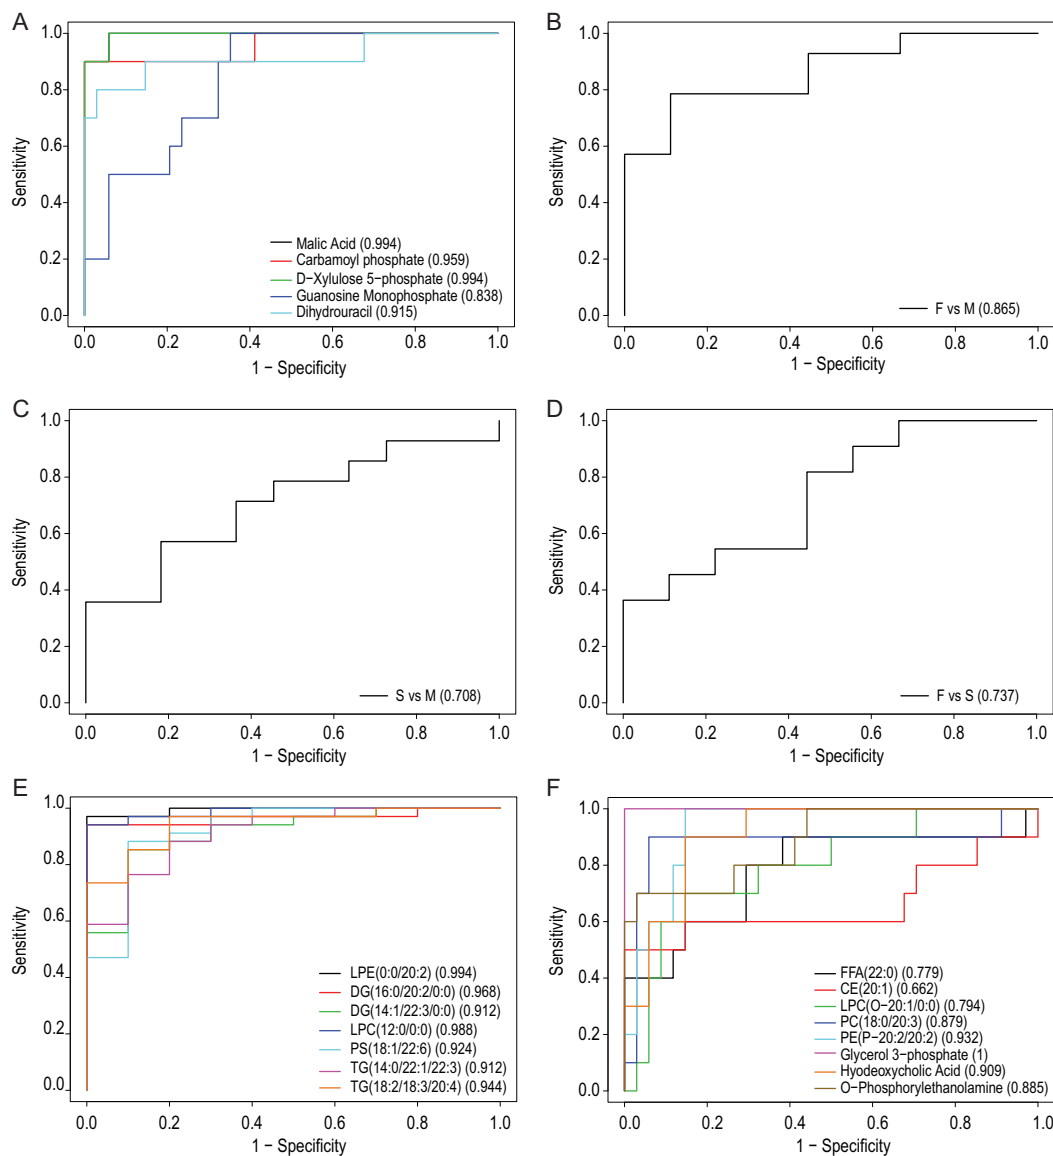 A
Sensitivity
1.0
0.8
0.6
0.4
0.2
0.0
Malic Acid (0.994)
Carbamoyl phosphate (0.959)
D−Xylulose 5−phosphate (0.994)
Guanosine Monophosphate (0.838)
Dihydrouracil (0.915)
0.0 0.2 0.4 0.6 0.8 1.0
1 − Specificity
B
Sensitivity
1.0
0.8
0.6
0.4
0.2
0.0
F vs M (0.865)
0.0 0.2 0.4 0.6 0.8 1.0
1 − Specificity
C
Sensitivity
1.0
0.8
0.6
0.4
0.2
0.0
S vs M (0.708)
0.0 0.2 0.4 0.6 0.8 1.0
1 − Specificity
D
Sensitivity
1.0
0.8
0.6
0.4
0.2
0.0
F vs S (0.737)
0.0 0.2 0.4 0.6 0.8 1.0
1 − Specificity
E
Sensitivity
1.0
0.8
0.6
0.4
0.2
0.0
LPE(0:0/20:2) (0.994)
DG(16:0/20:2/0:0) (0.968)
DG(14:1/22:3/0:0) (0.912)
LPC(12:0/0:0) (0.988)
PS(18:1/22:6) (0.924)
TG(14:0/22:1/22:3) (0.912)
TG(18:2/18:3/20:4) (0.944)
0.0 0.2 0.4 0.6 0.8 1.0
1 − Specificity
F
Sensitivity
1.0
0.8
0.6
0.4
0.2
0.0
FFA(22:0) (0.779)
CE(20:1) (0.662)
LPC(O−20:1/0:0) (0.794)
PC(18:0/20:3) (0.879)
PE(P−20:2/20:2) (0.932)
Glycerol 3−phosphate (1)
Hyodeoxycholic Acid (0.909)
O−Phosphorylethanolamine (0.885)
0.0 0.2 0.4 0.6 0.8 1.0
1 − Specificity